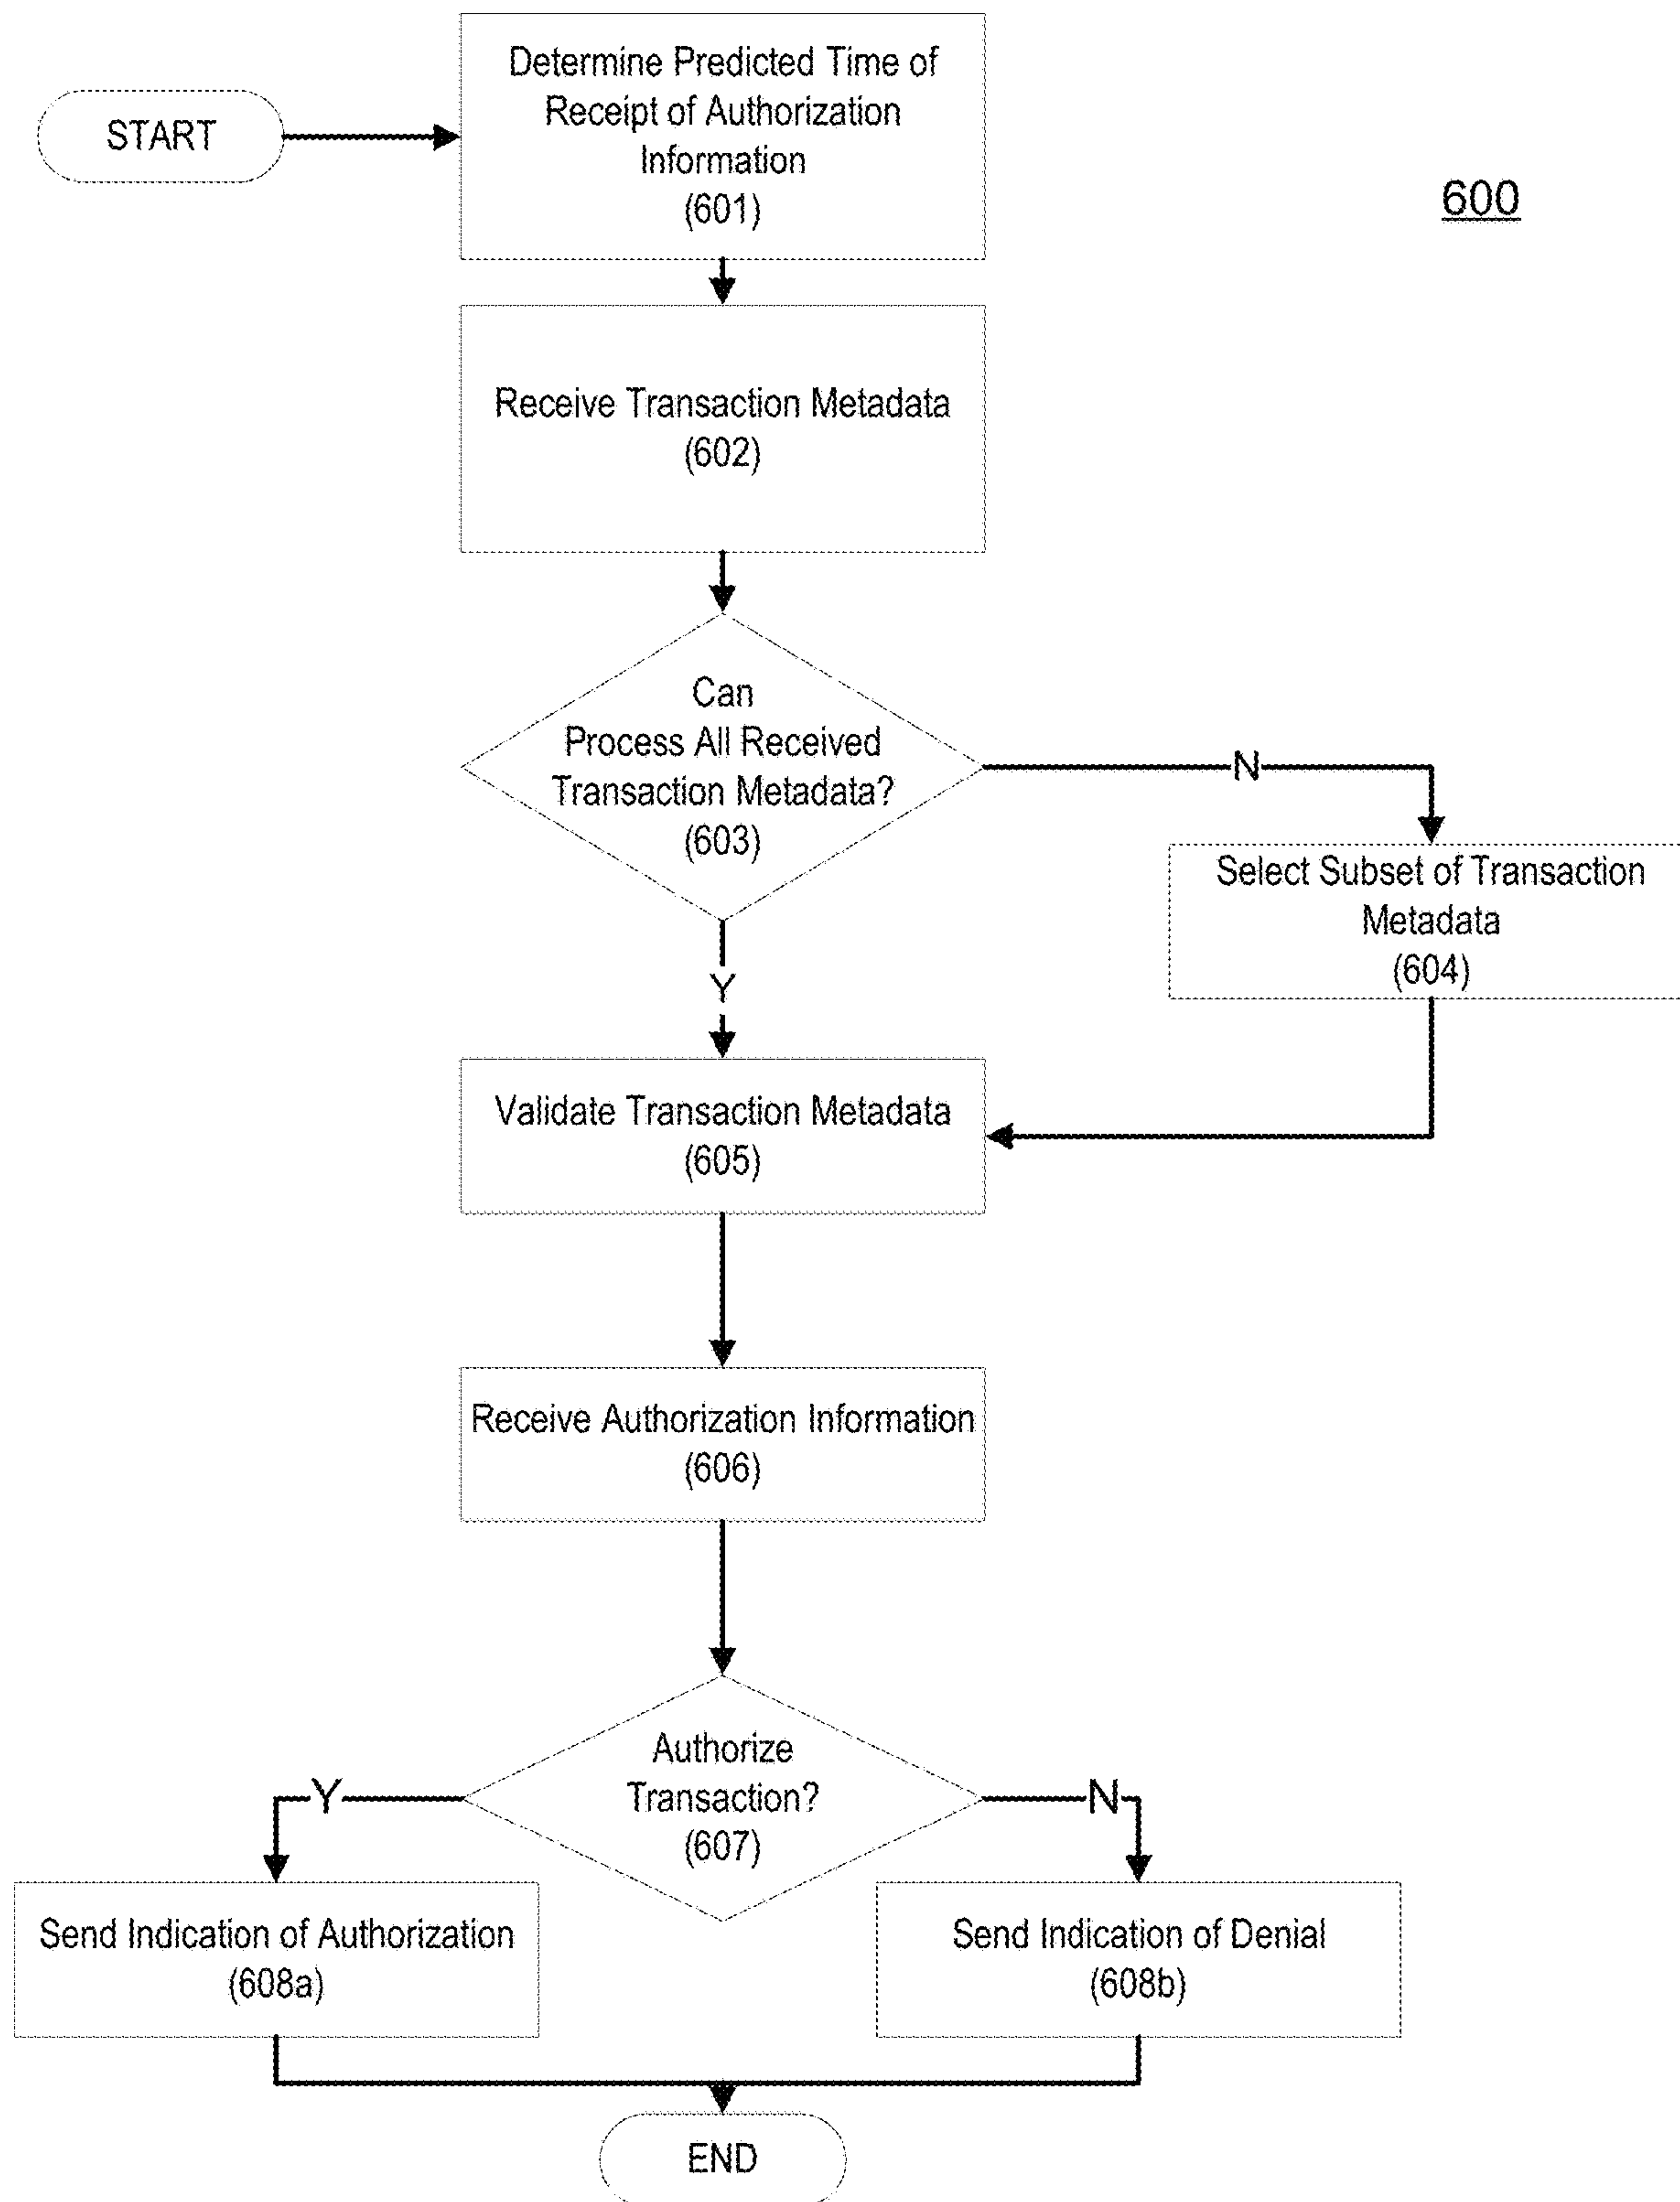 START
Determine Predicted Time of
Receipt of Authorization
Information
(601)
600
Receive Transaction Metadata
(602)
Can
Process All Received
Transaction Metadata?
(603)
N
Select Subset of Transaction
Metadata
(604)
Y
Validate Transaction Metadata
(605)
Receive Authorization Information
(606)
Authorize
Transaction?
(607)
Y
N
Send Indication of Authorization
(608a)
Send Indication of Denial
(608b)
END